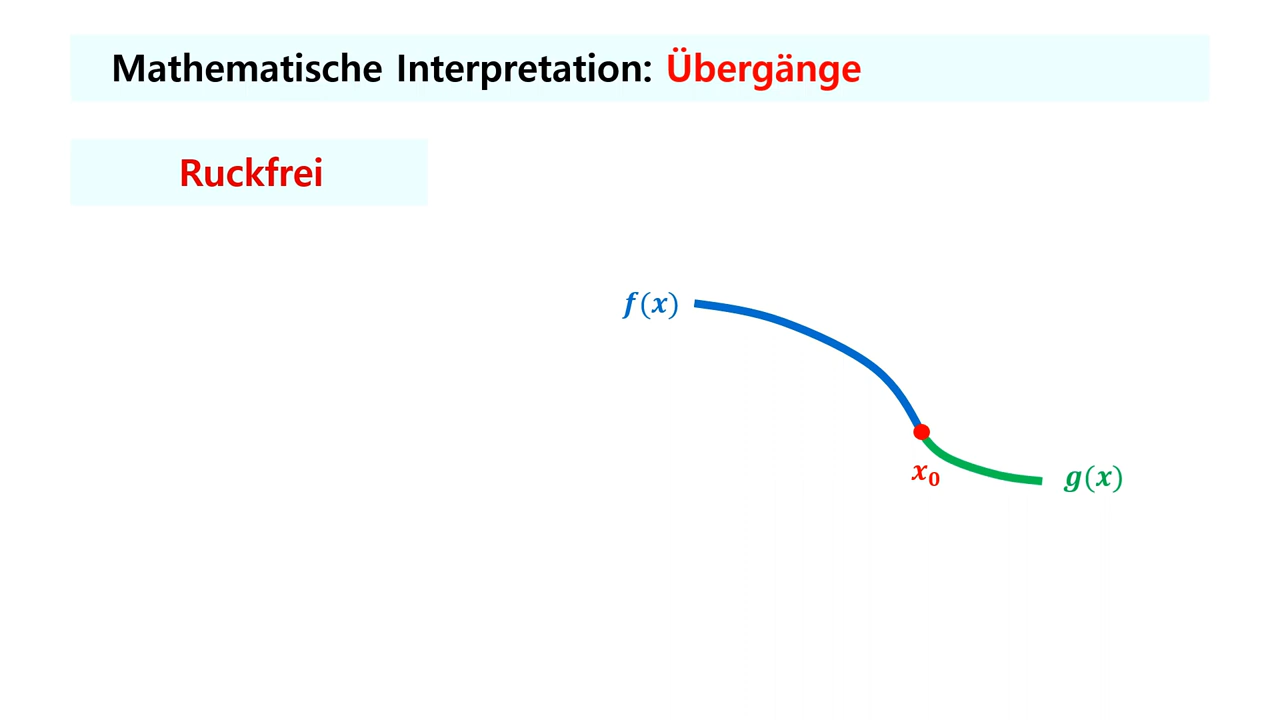 Mathematische Interpretation: Übergänge
Ruckfrei
f(x)
x₀
g(x)